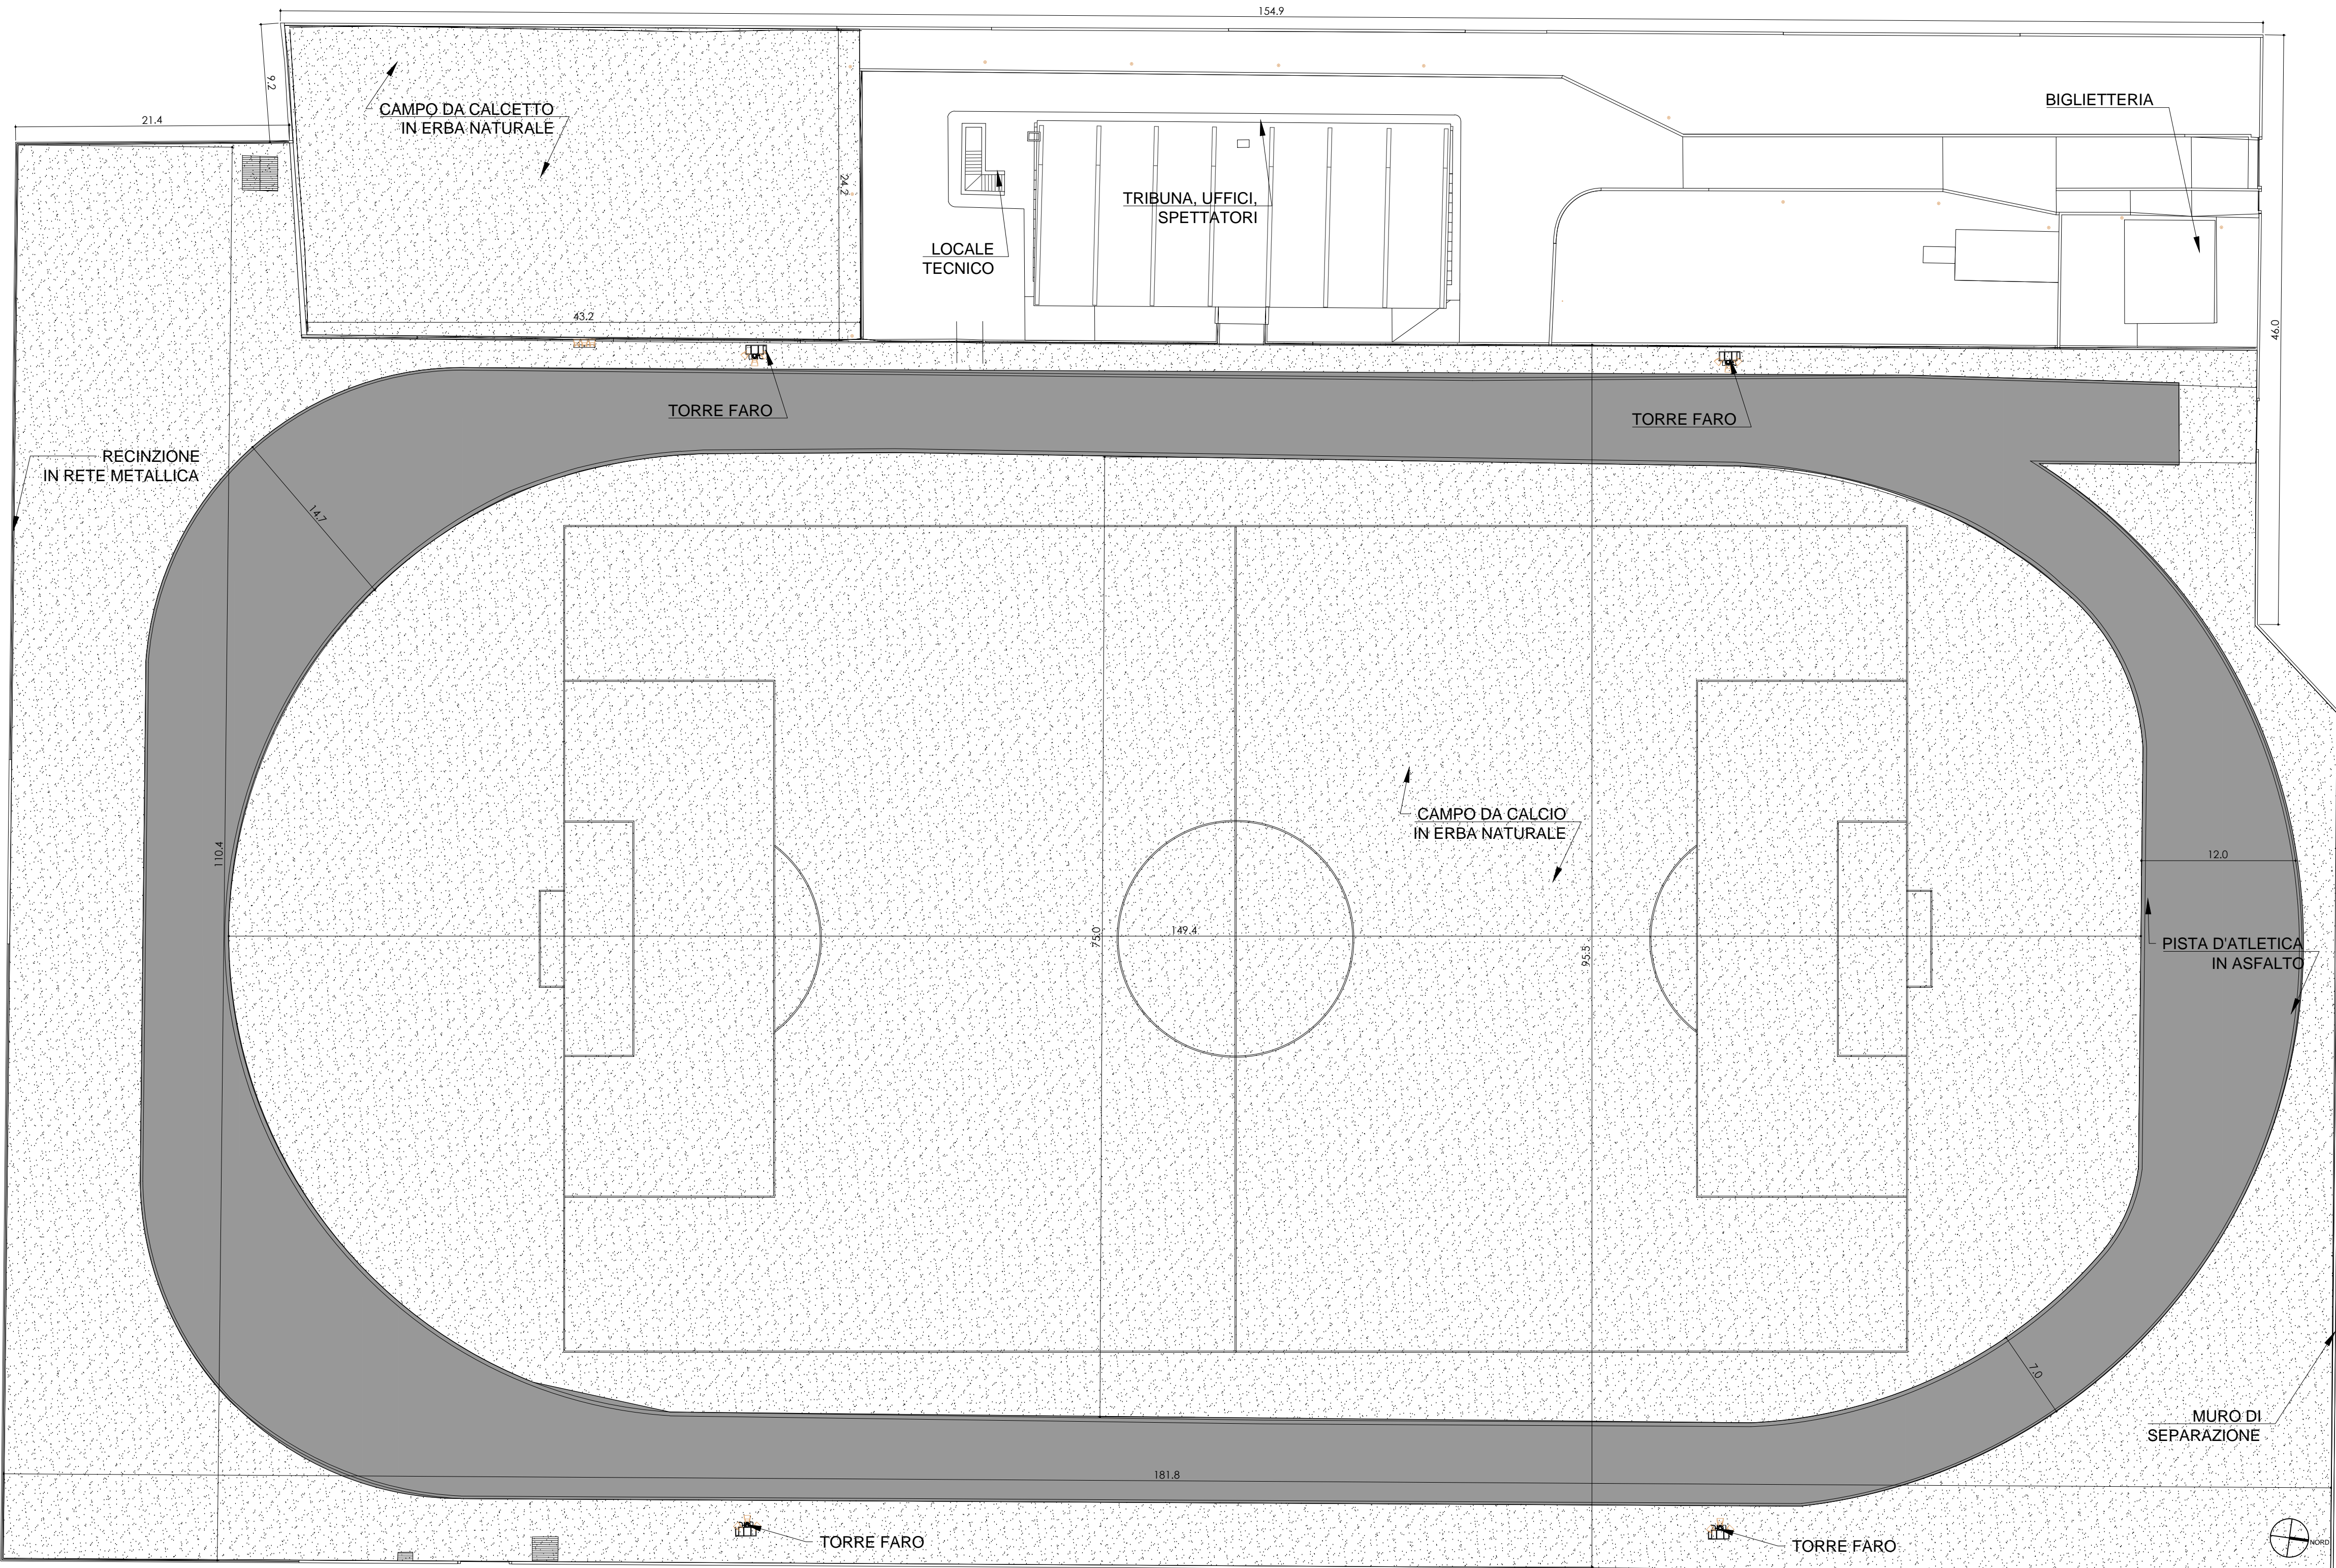 154.9
9.2
CAMPO DA CALCETTO
IN ERBA NATURALE
BIGLIETTERIA
21.4
24.2
TRIBUNA, UFFICI,
SPETTATORI
LOCALE
TECNICO
43.2
46.0
TORRE FARO
TORRE FARO
RECINZIONE
IN RETE METALLICA
14.7
CAMPO DA CALCIO
IN ERBA NATURALE
110.4
12.0
75.0
149.4
95.5
PISTA D'ATLETICA
IN ASFALTO
7.0
MURO DI
SEPARAZIONE
181.8
TORRE FARO
TORRE FARO
NORD